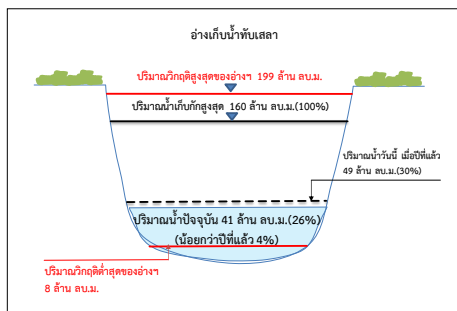 อ่างเก็บน้ำทับเสลา
ปริมาณวิกฤติสูงสุดของอ่างฯ 199 ล้าน ลบ.ม.
ปริมาณน้ำเก็บกักสูงสุด 160 ล้าน ลบ.ม.(100%)
ปริมาณน้ำวันนี้ เมื่อปีที่แล้ว
49 ล้าน ลบ.ม.(30%)
ปริมาณน้ำปัจจุบัน 41 ล้าน ลบ.ม.(26%)
(น้อยกว่าปีที่แล้ว 4%)
ปริมาณวิกฤติต่ำสุดของอ่างฯ
8 ล้าน ลบ.ม.